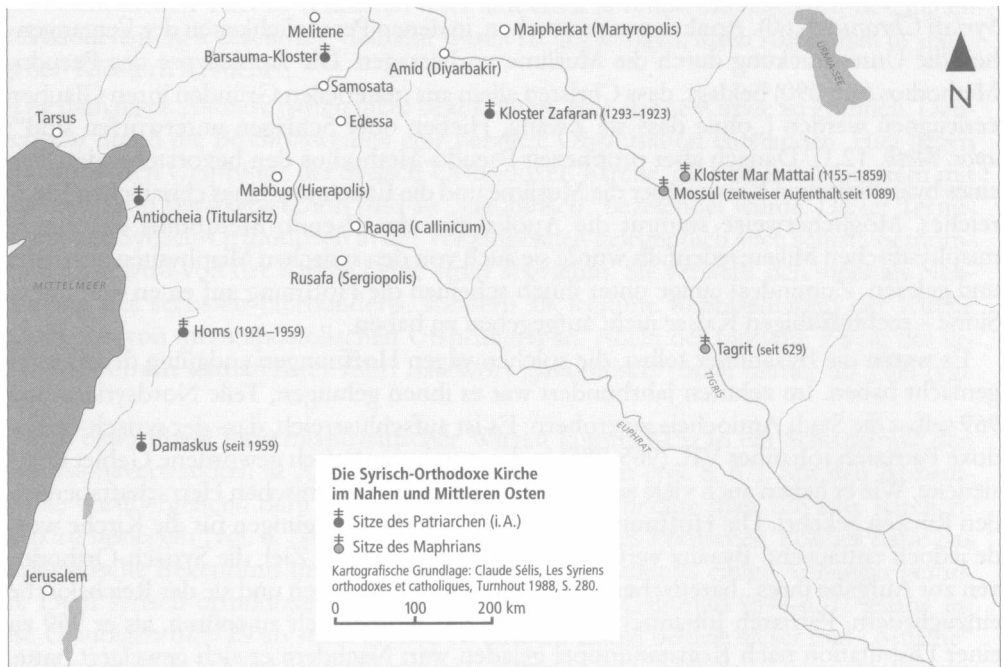 Melitene
Maipherkat (Martyropolis)
URMIA-SEE
N
Barsauma-Kloster
Amid (Diyarbakir)
Samosata
Kloster Zafaran (1293–1923)
Tarsus
Edessa
Kloster Mar Mattai (1155–1859)
Mabbug (Hierapolis)
Mossul (zeitweiser Aufenthalt seit 1089)
Antiocheia (Titularsitz)
Raqqa (Callinicum)
Rusafa (Sergiopolis)
MITTELMEER
Homs (1924–1959)
Tagrit (seit 629)
TIGRIS
EUPHRAT
Damaskus (seit 1959)
Die Syrisch-Orthodoxe Kirche
im Nahen und Mittleren Osten
Sitze des Patriarchen (i. A.)
Sitze des Maphrians
Kartografische Grundlage: Claude Sélis, Les Syriens
orthodoxes et catholiques, Turnhout 1988, S. 280.
0 100 200 km
Jerusalem